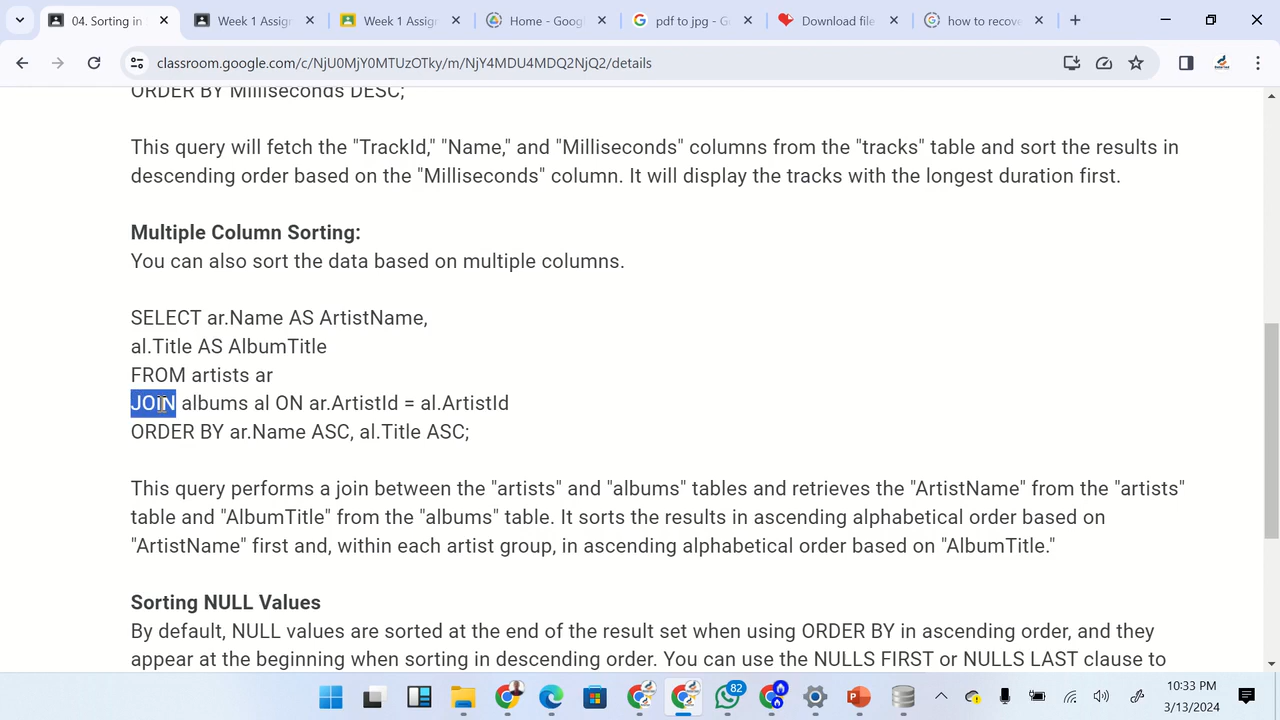 04. Sorting in
Week 1 Assign
Week 1 Assign
Home - Goog
pdf to jpg - G
Download file
how to recove
classroom.google.com/c/NjU0MjY0MTUzOTky/m/NjY4MDU4MDQ2NjQ2/details
ORDER BY Milliseconds DESC;
This query will fetch the "TrackId," "Name," and "Milliseconds" columns from the "tracks" table and sort the results in
descending order based on the "Milliseconds" column. It will display the tracks with the longest duration first.
Multiple Column Sorting:
You can also sort the data based on multiple columns.
SELECT ar.Name AS ArtistName,
al.Title AS AlbumTitle
FROM artists ar
JOIN albums al ON ar.ArtistId = al.ArtistId
ORDER BY ar.Name ASC, al.Title ASC;
This query performs a join between the "artists" and "albums" tables and retrieves the "ArtistName" from the "artists"
table and "AlbumTitle" from the "albums" table. It sorts the results in ascending alphabetical order based on
"ArtistName" first and, within each artist group, in ascending alphabetical order based on "AlbumTitle."
Sorting NULL Values
By default, NULL values are sorted at the end of the result set when using ORDER BY in ascending order, and they
appear at the beginning when sorting in descending order. You can use the NULLS FIRST or NULLS LAST clause to
82
10:33 PM
3/13/2024